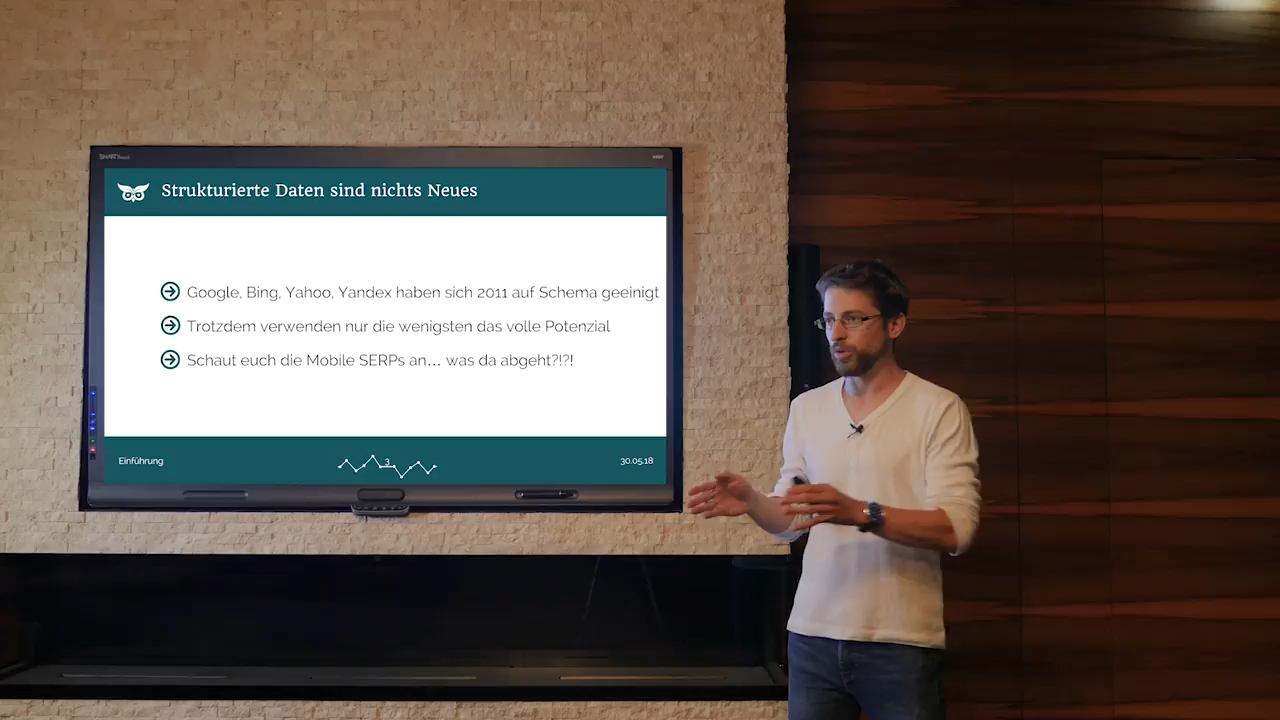 SMART
Strukturierte Daten sind nichts Neues
Google, Bing, Yahoo, Yandex haben sich 2011 auf Schema geeinigt
Trotzdem verwenden nur die wenigsten das volle Potenzial
Schaut euch die Mobile SERPs an... was da abgeht?!?!
Einführung
3
30.05.18